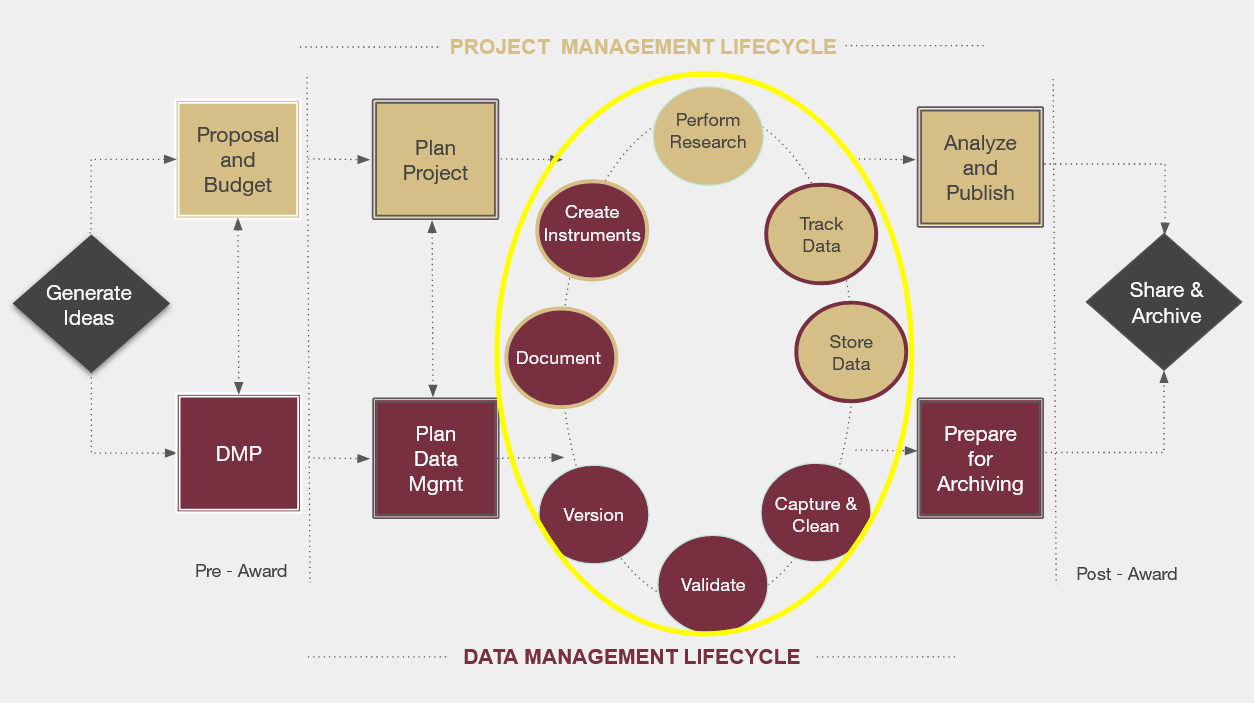 PROJECT MANAGEMENT LIFECYCLE
Generate
Ideas
Proposal
and
Budget
DMP
Pre - Award
Plan
Project
Plan
Data
Mgmt
Perform
Research
Create
Instruments
Track
Data
Document
Store
Data
Version
Capture &
Clean
Validate
Analyze
and
Publish
Prepare
for
Archiving
Share &
Archive
Post - Award
DATA MANAGEMENT LIFECYCLE